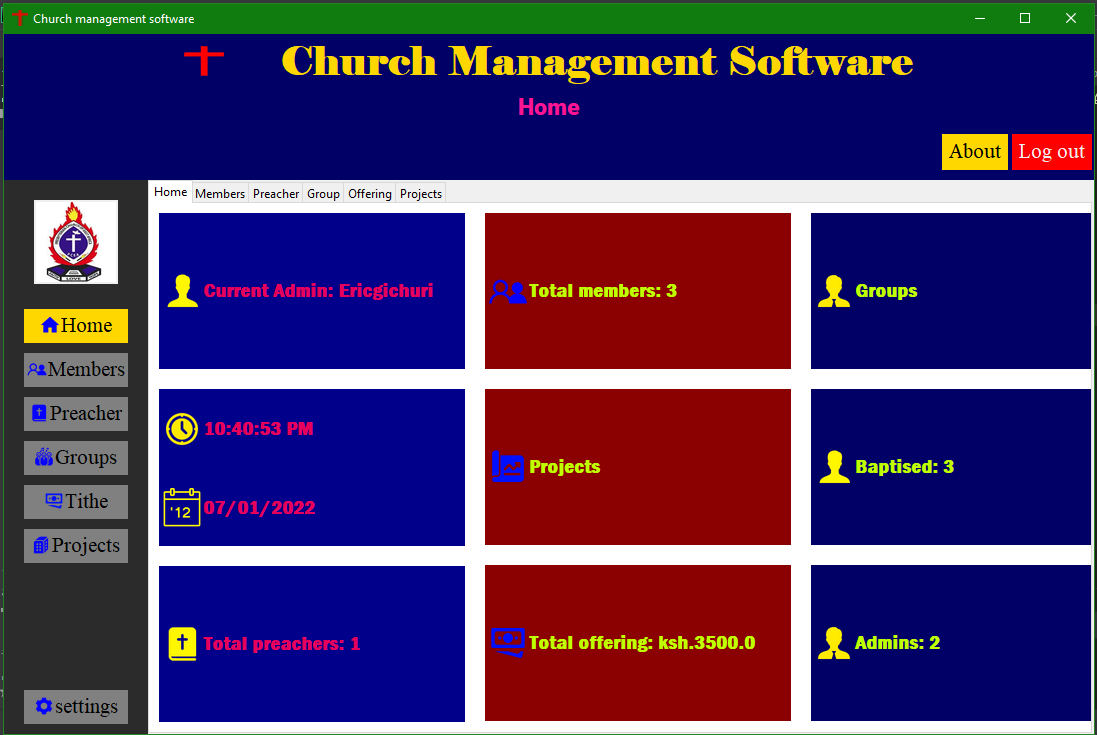 Church management software
Church Management Software
Home
About
Log out
Home
Members
Preacher
Group
Offering
Projects
Home
Members
Preacher
Groups
Tithe
Projects
settings
Current Admin: Ericgichuri
Total members: 3
Groups
10:40:53 PM
'12
07/01/2022
Projects
Baptised: 3
Total preachers: 1
Total offering: ksh.3500.0
Admins: 2